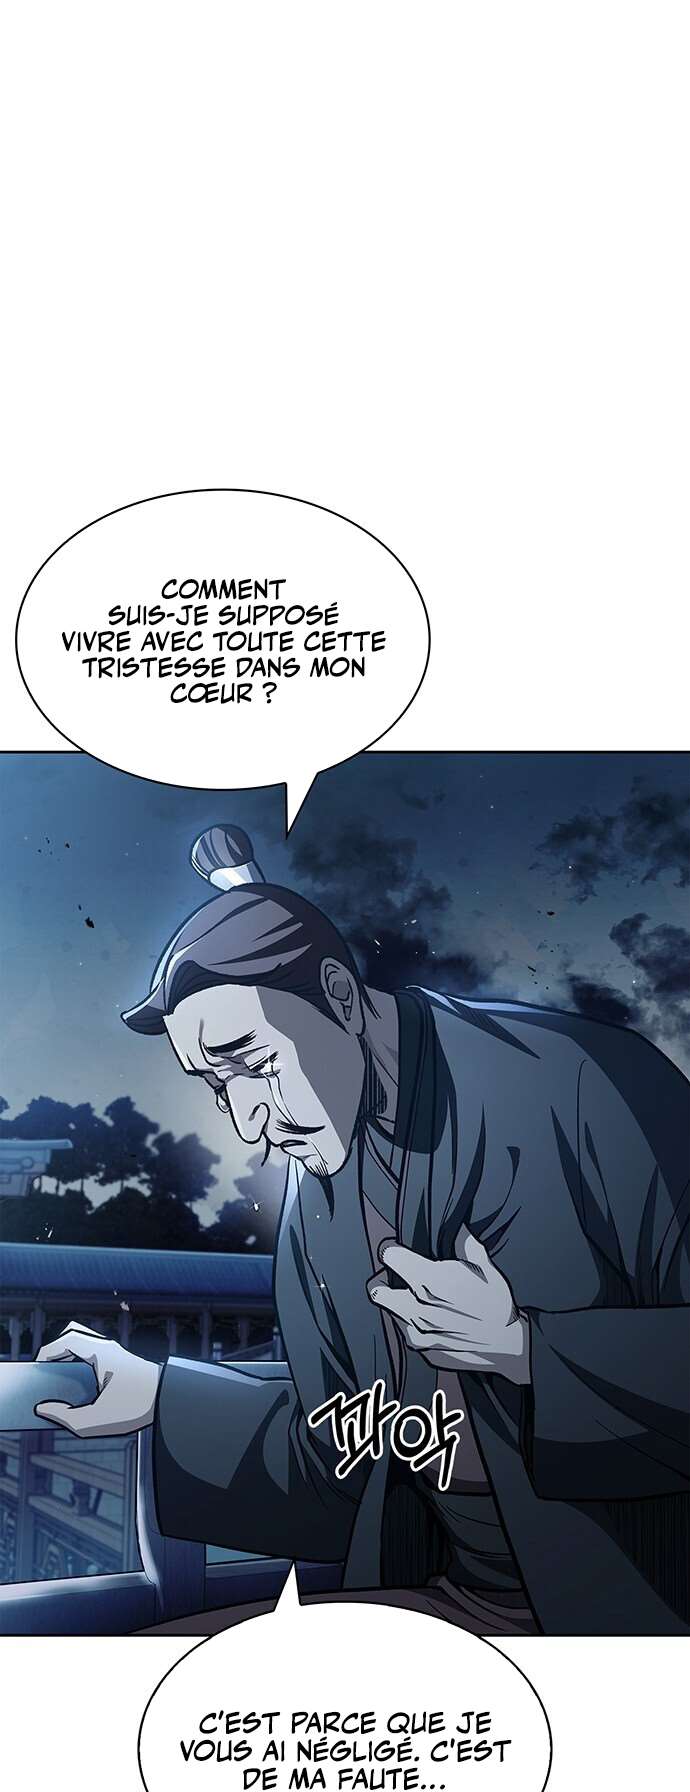 COMMENT
SUIS-JE SUPPOSÉ
VIVRE AVEC TOUTE CETTE
TRISTESSE DANS MON
CŒUR ?
꽈악
C'EST PARCE QUE JE
VOUS AI NÉGLIGÉ. C'EST
DE MA FAUTE...